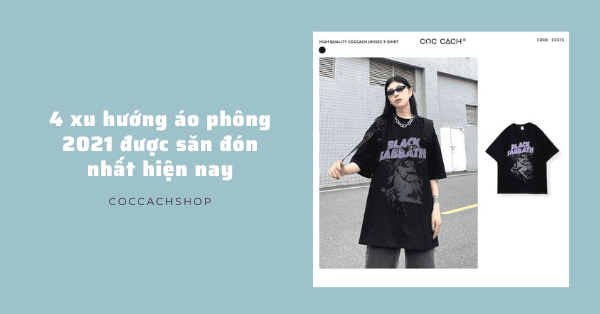 4 xu hướng áo phông
2021 được săn đón
nhất hiện nay
COCCACHSHOP
HIGH QUALITY COCCACH UNISEX T-SHIRT
COC CACH®
BLACK
SABBATH
BLACK
SABBATH